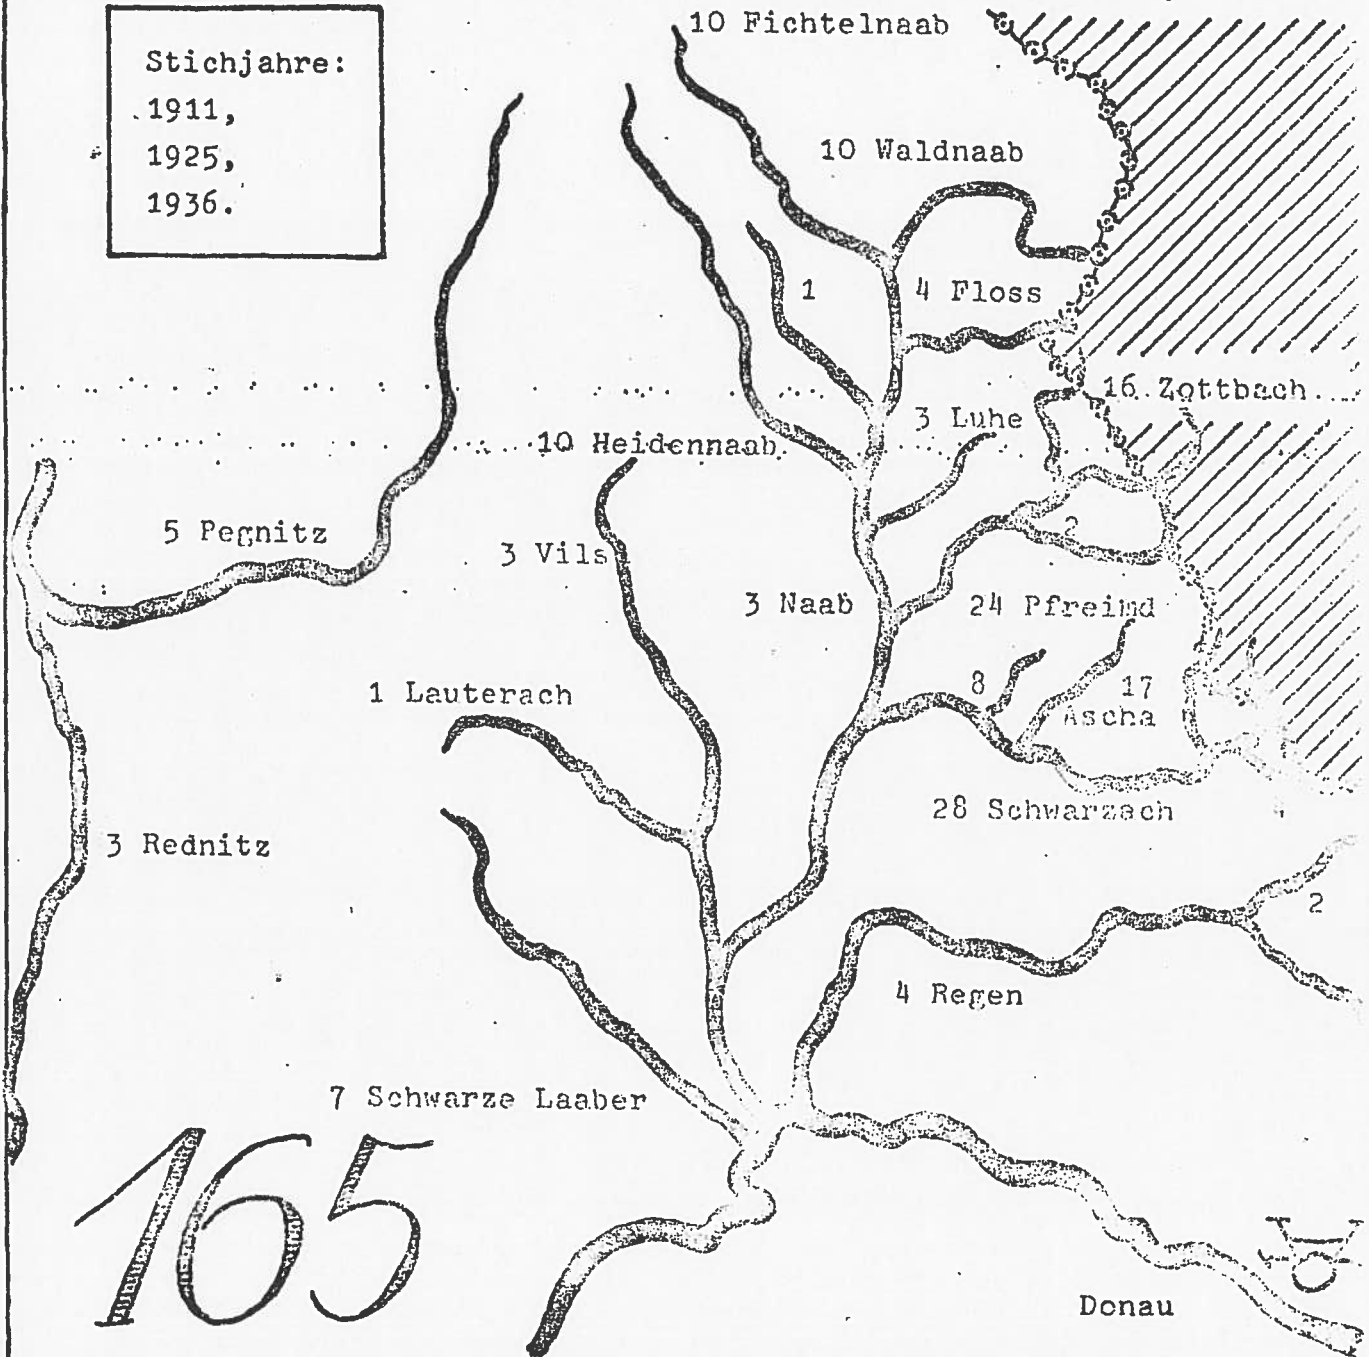 Stichjahre:
1911,
1925,
1936.
10 Fichtelnaab
10 Waldnaab
1
4 Floss
16 Zottbach
3 Luhe
10 Heidennaab
5 Pegnitz
3 Vils
2
3 Naab
24 Pfreimd
1 Lauterach
8
17
Ascha
28 Schwarzach
3 Rednitz
2
4 Regen
7 Schwarze Laaber
165
Donau